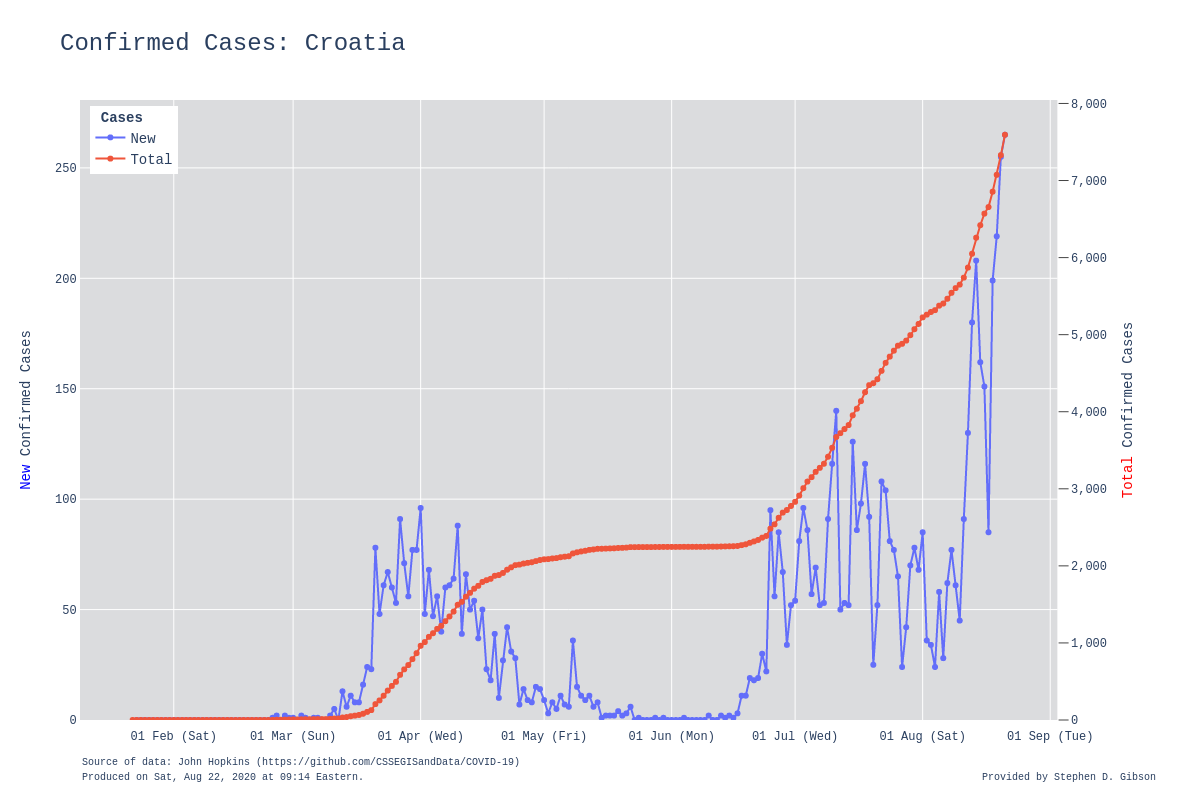 Confirmed Cases: Croatia
Cases
New
Total
250
200
150
100
50
0
8,000
7,000
6,000
5,000
4,000
3,000
2,000
1,000
0
New Confirmed Cases
Total Confirmed Cases
01 Feb (Sat)
01 Mar (Sun)
01 Apr (Wed)
01 May (Fri)
01 Jun (Mon)
01 Jul (Wed)
01 Aug (Sat)
01 Sep (Tue)
Source of data: John Hopkins (https://github.com/CSSEGISandData/COVID-19)
Produced on Sat, Aug 22, 2020 at 09:14 Eastern.
Provided by Stephen D. Gibson